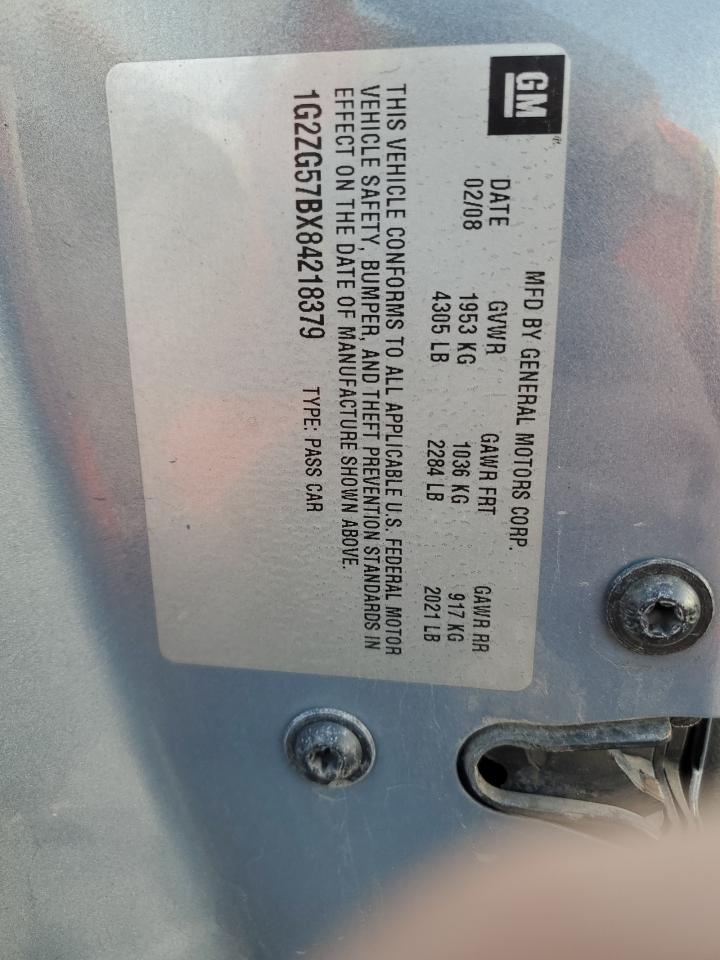 GM
MFD BY GENERAL MOTORS CORP.
DATE GVWR GAWR FRT GAWR RR
02/08 1953 KG 1036 KG 917 KG
4305 LB 2284 LB 2021 LB
THIS VEHICLE CONFORMS TO ALL APPLICABLE U.S. FEDERAL MOTOR
VEHICLE SAFETY, BUMPER, AND THEFT PREVENTION STANDARDS IN
EFFECT ON THE DATE OF MANUFACTURE SHOWN ABOVE.
1G2ZG57BX84218379 TYPE: PASS CAR